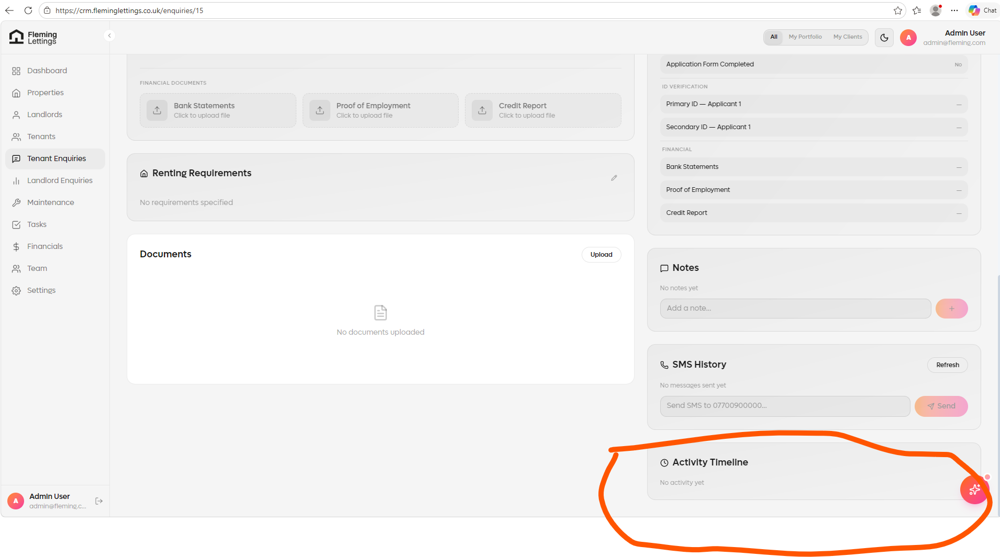 https://crm.fleminglettings.co.uk/enquiries/15
Chat
Fleming
Lettings
All
My Portfolio
My Clients
A
Admin User
admin@fleming.com
Dashboard
Properties
Landlords
Tenants
Tenant Enquiries
Landlord Enquiries
Maintenance
Tasks
Financials
Team
Settings
A
Admin User
admin@fleming.c...
FINANCIAL DOCUMENTS
Bank Statements
Click to upload file
Proof of Employment
Click to upload file
Credit Report
Click to upload file
Renting Requirements
No requirements specified
Documents
Upload
No documents uploaded
Application Form Completed
No
ID VERIFICATION
Primary ID — Applicant 1
—
Secondary ID — Applicant 1
—
FINANCIAL
Bank Statements
—
Proof of Employment
—
Credit Report
—
Notes
No notes yet
Add a note...
+
SMS History
Refresh
No messages sent yet
Send SMS to 07700900000...
Send
Activity Timeline
No activity yet